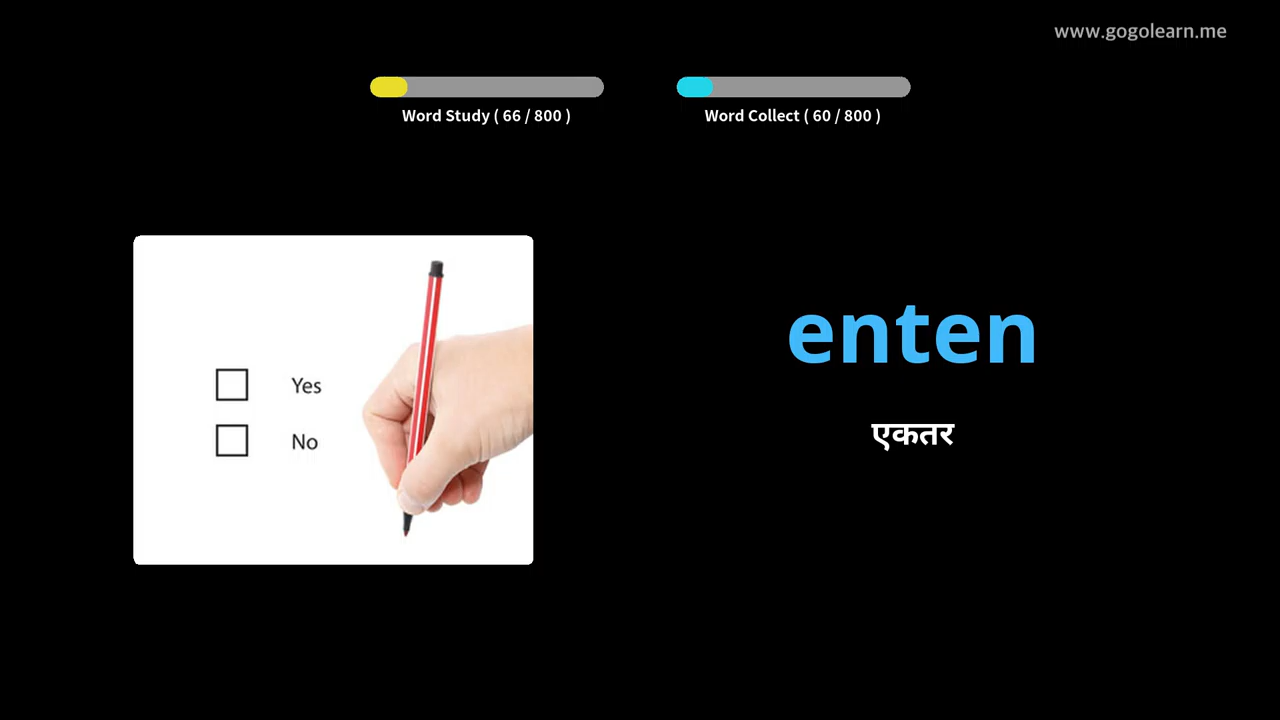 www.gogolearn.me
Word Study ( 66 / 800 )
Word Collect ( 60 / 800 )
Yes
No
enten
एकतर